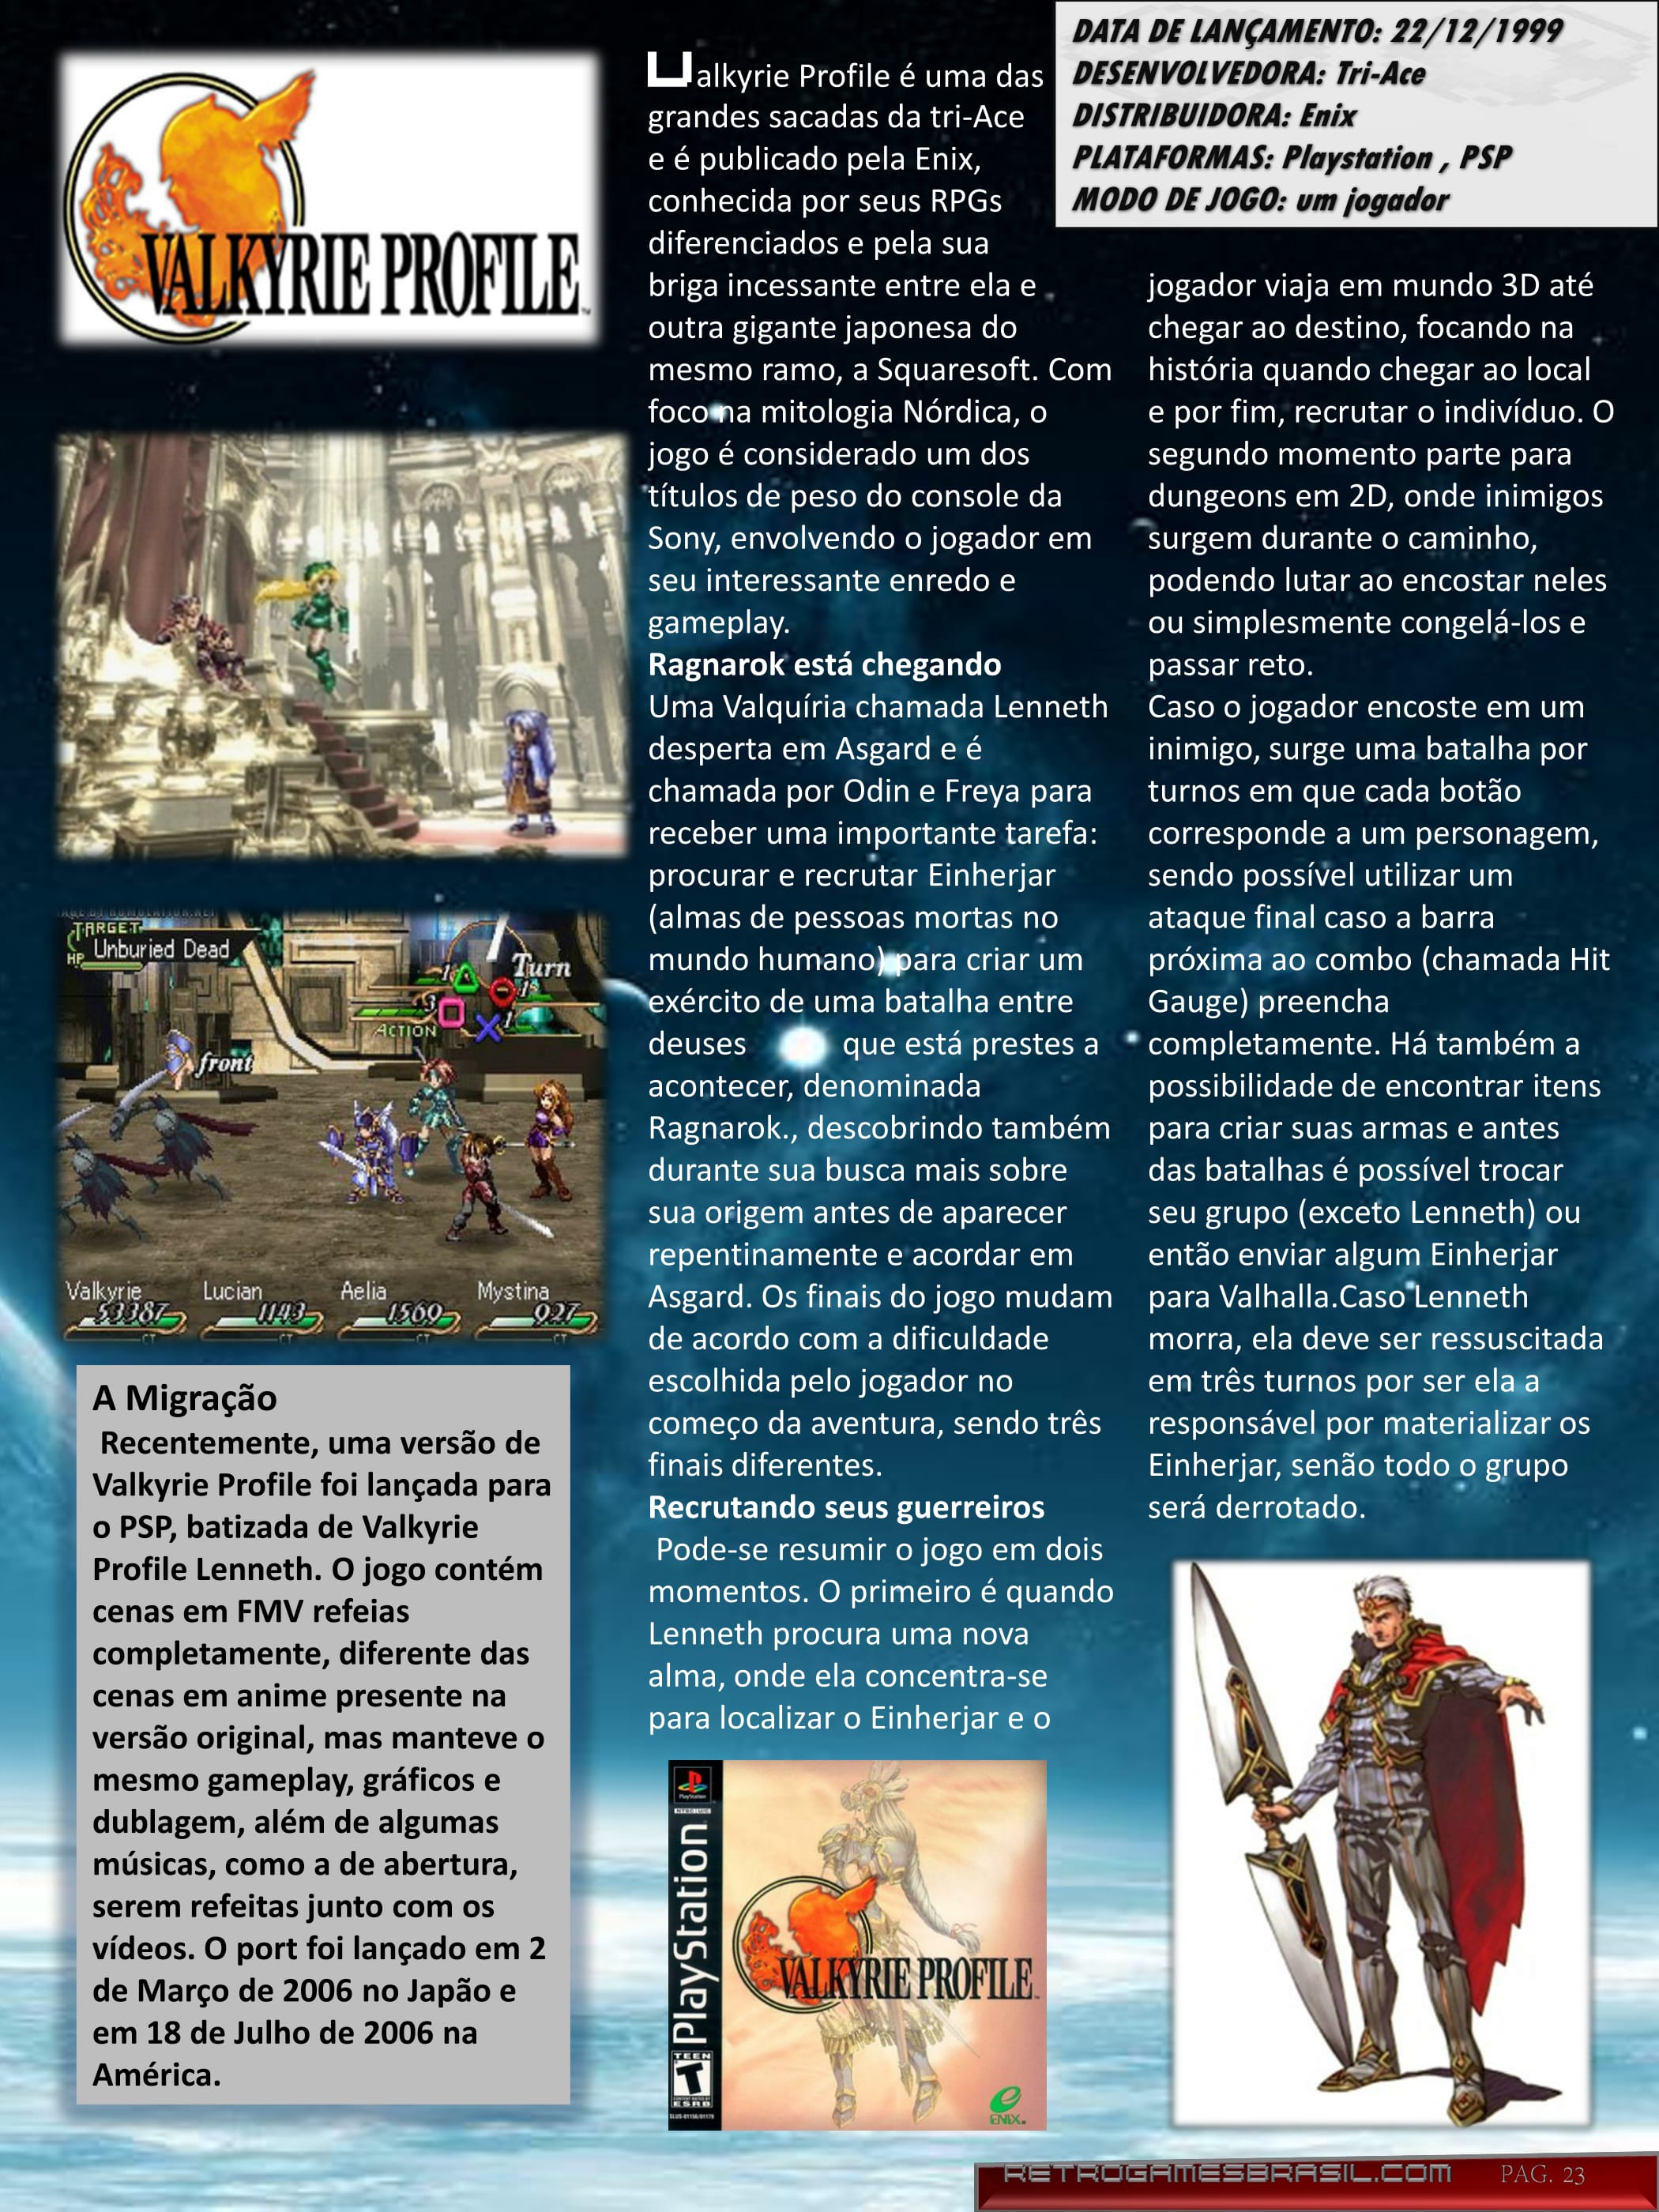 VALKYRIE PROFILE
DATA DE LANÇAMENTO: 22/12/1999
DESENVOLVEDORA: Tri-Ace
DISTRIBUIDORA: Enix
PLATAFORMAS: Playstation , PSP
MODO DE JOGO: um jogador
alkyrie Profile é uma das
grandes sacadas da tri-Ace
e é publicado pela Enix,
conhecida por seus RPGs
diferenciados e pela sua
briga incessante entre ela e
outra gigante japonesa do
mesmo ramo, a Squaresoft. Com
foco na mitologia Nórdica, o
jogo é considerado um dos
títulos de peso do console da
Sony, envolvendo o jogador em
seu interessante enredo e
gameplay.
Ragnarok está chegando
Uma Valquíria chamada Lenneth
desperta em Asgard e é
chamada por Odin e Freya para
receber uma importante tarefa:
procurar e recrutar Einherjar
(almas de pessoas mortas no
mundo humano) para criar um
exército de uma batalha entre
deuses que está prestes a
acontecer, denominada
Ragnarok., descobrindo também
durante sua busca mais sobre
sua origem antes de aparecer
repentinamente e acordar em
Asgard. Os finais do jogo mudam
de acordo com a dificuldade
escolhida pelo jogador no
começo da aventura, sendo três
finais diferentes.
Recrutando seus guerreiros
Pode-se resumir o jogo em dois
momentos. O primeiro é quando
Lenneth procura uma nova
alma, onde ela concentra-se
para localizar o Einherjar e o
jogador viaja em mundo 3D até
chegar ao destino, focando na
história quando chegar ao local
e por fim, recrutar o indivíduo. O
segundo momento parte para
dungeons em 2D, onde inimigos
surgem durante o caminho,
podendo lutar ao encostar neles
ou simplesmente congelá-los e
passar reto.
Caso o jogador encoste em um
inimigo, surge uma batalha por
turnos em que cada botão
corresponde a um personagem,
sendo possível utilizar um
ataque final caso a barra
próxima ao combo (chamada Hit
Gauge) preencha
completamente. Há também a
possibilidade de encontrar itens
para criar suas armas e antes
das batalhas é possível trocar
seu grupo (exceto Lenneth) ou
então enviar algum Einherjar
para Valhalla.Caso Lenneth
morra, ela deve ser ressuscitada
em três turnos por ser ela a
responsável por materializar os
Einherjar, senão todo o grupo
será derrotado.
TARGET
Unburied Dead
HP
Turn
1
3
1
ACTION
front
Valkyrie Lucian Aelia Mystina
53387 1143 1569 927
CT CT CT CT
A Migração
Recentemente, uma versão de
Valkyrie Profile foi lançada para
o PSP, batizada de Valkyrie
Profile Lenneth. O jogo contém
cenas em FMV refeias
completamente, diferente das
cenas em anime presente na
versão original, mas manteve o
mesmo gameplay, gráficos e
dublagem, além de algumas
músicas, como a de abertura,
serem refeitas junto com os
vídeos. O port foi lançado em 2
de Março de 2006 no Japão e
em 18 de Julho de 2006 na
América.
PlayStation
NTSC U/C
PlayStation
VALKYRIE PROFILE
TEEN
T
ESRB
ENIX
RETROGAMESBRASIL.COM PAG. 23